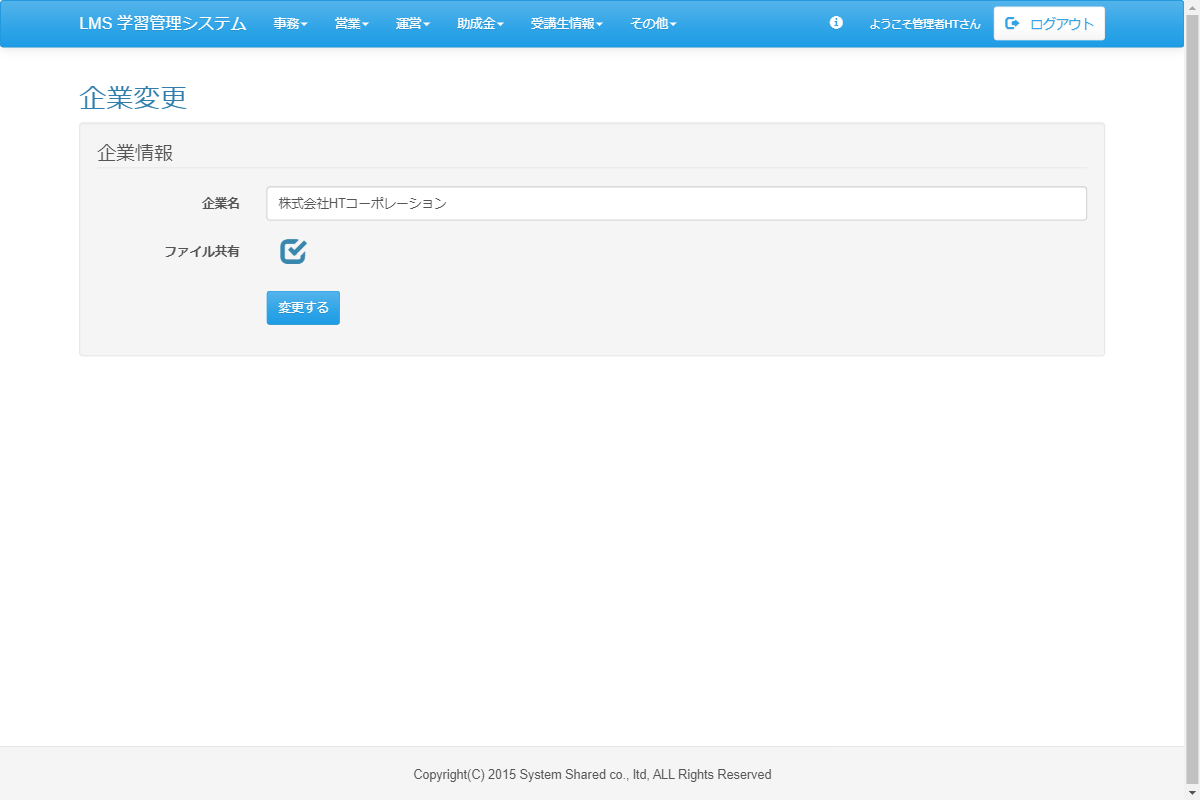 LMS 学習管理システム 事務 営業 運営 助成金 受講生情報 その他 ようこそ管理者HTさん ログアウト
企業変更
企業情報
企業名 株式会社HTコーポレーション
ファイル共有
変更する
Copyright(C) 2015 System Shared co., ltd, ALL Rights Reserved